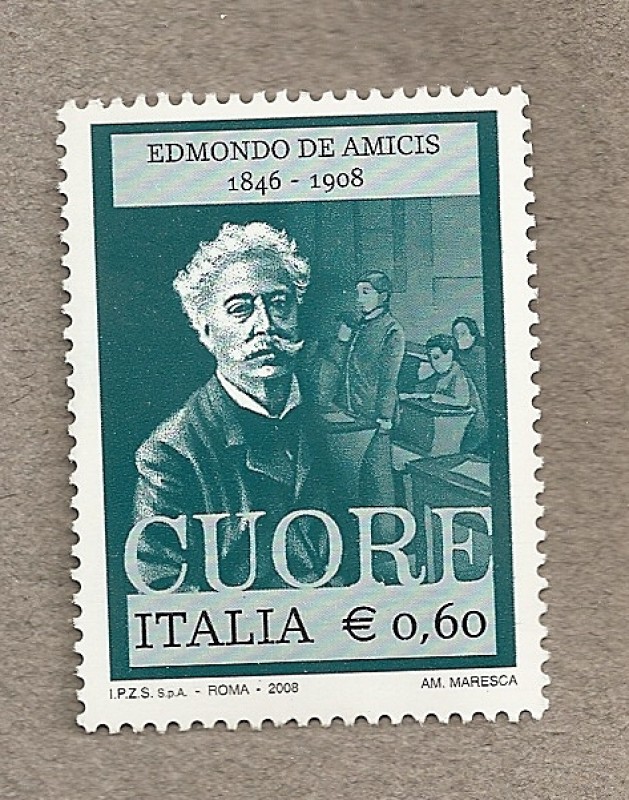 EDMONDO DE AMICIS
1846 - 1908
CUORE
ITALIA € 0,60
I.P.Z.S. S.p.A. - ROMA - 2008 AM. MARESCA